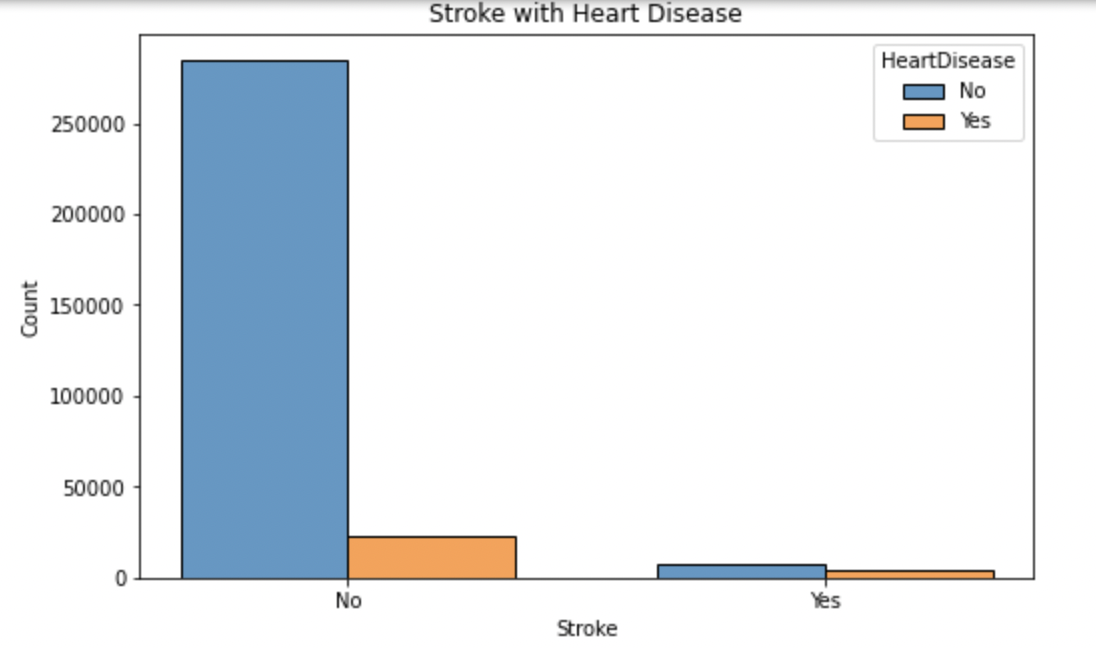 Stroke with Heart Disease
HeartDisease
No
Yes
250000
200000
150000
100000
50000
0
Count
No
Yes
Stroke